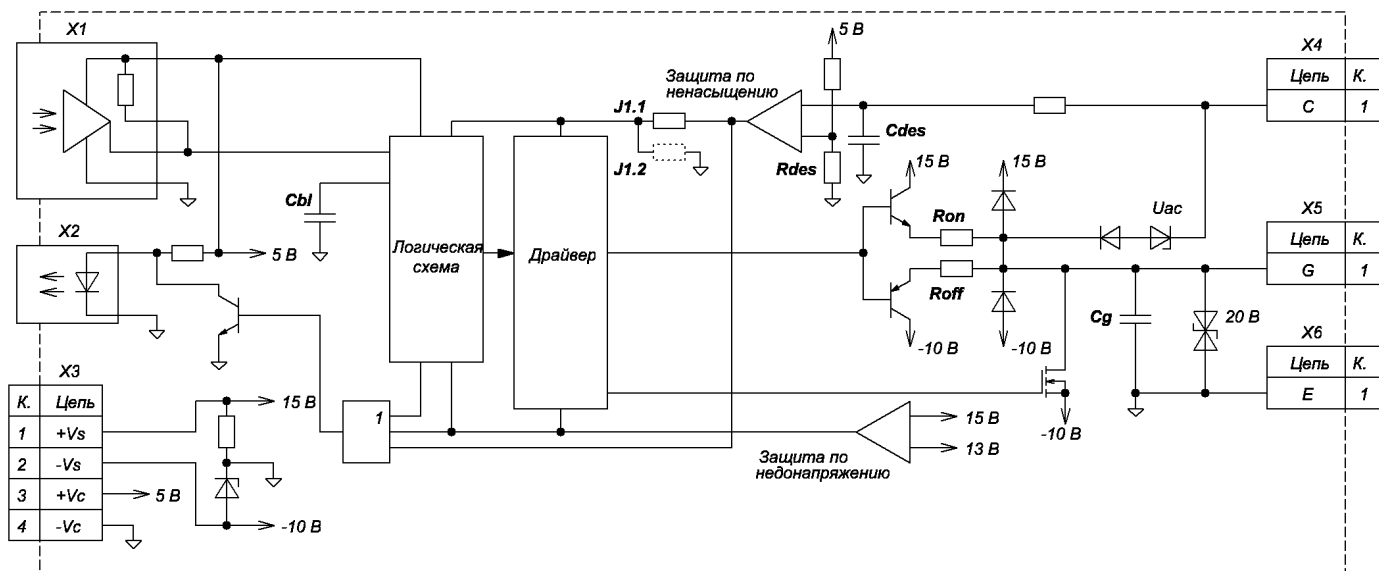 X1
5 В
X4
Цепь К.
C 1
Защита по
ненасыщению
J1.1
J1.2
Cdes
Rdes
Cbl
15 В
15 В
Ron
Uac
X5
Цепь К.
G 1
X2
5 В
Логическая
схема
Драйвер
Roff
Cg
20 В
-10 В
-10 В
X6
Цепь К.
E 1
X3
К. Цепь
1 +Vs
2 -Vs
3 +Vc
4 -Vc
15 В
5 В
-10 В
1
-10 В
15 В
13 В
Защита по
недонапряжению